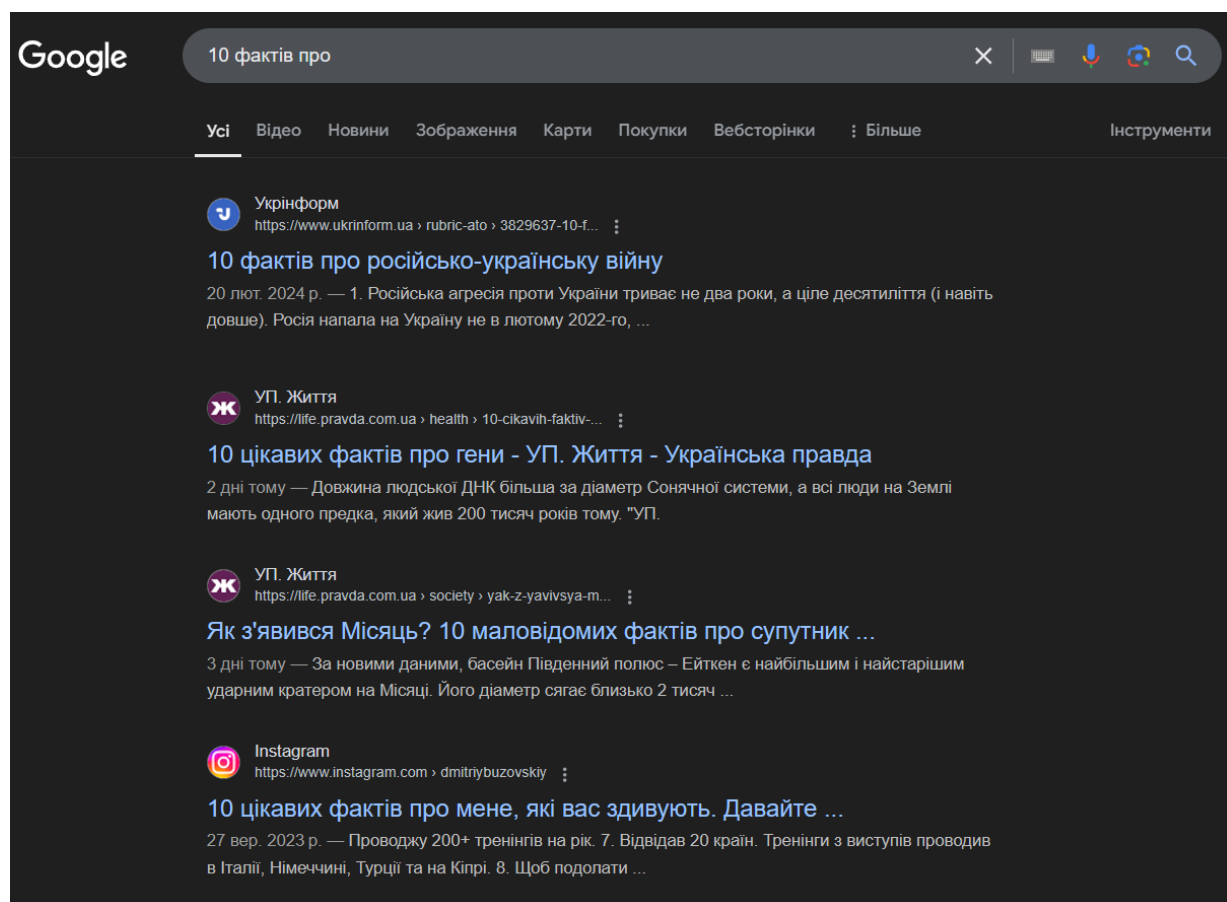 Google
10 фактів про
Усі Відео Новини Зображення Карти Покупки Вебсторінки Більше Інструменти
Укрінформ
https://www.ukrinform.ua › rubric-ato › 3829637-10-f...
10 фактів про російсько-українську війну
20 лют. 2024 р. — 1. Російська агресія проти України триває не два роки, а ціле десятиліття (і навіть
довше). Росія напала на Україну не в лютому 2022-го, ...
УП. Життя
https://life.pravda.com.ua › health › 10-cikavih-faktiv-...
10 цікавих фактів про гени - УП. Життя - Українська правда
2 дні тому — Довжина людської ДНК більша за діаметр Сонячної системи, а всі люди на Землі
мають одного предка, який жив 200 тисяч років тому. "УП.
УП. Життя
https://life.pravda.com.ua › society › yak-z-yavivsya-m...
Як з'явився Місяць? 10 маловідомих фактів про супутник ...
3 дні тому — За новими даними, басейн Південний полюс – Ейткен є найбільшим і найстарішим
ударним кратером на Місяці. Його діаметр сягає близько 2 тисяч ...
Instagram
https://www.instagram.com › dmitriybuzovskiy
10 цікавих фактів про мене, які вас здивують. Давайте ...
27 вер. 2023 р. — Проводжу 200+ тренінгів на рік. 7. Відвідав 20 країн. Тренінги з виступів проводив
в Італії, Німеччині, Турції та на Кіпрі. 8. Щоб подолати ...